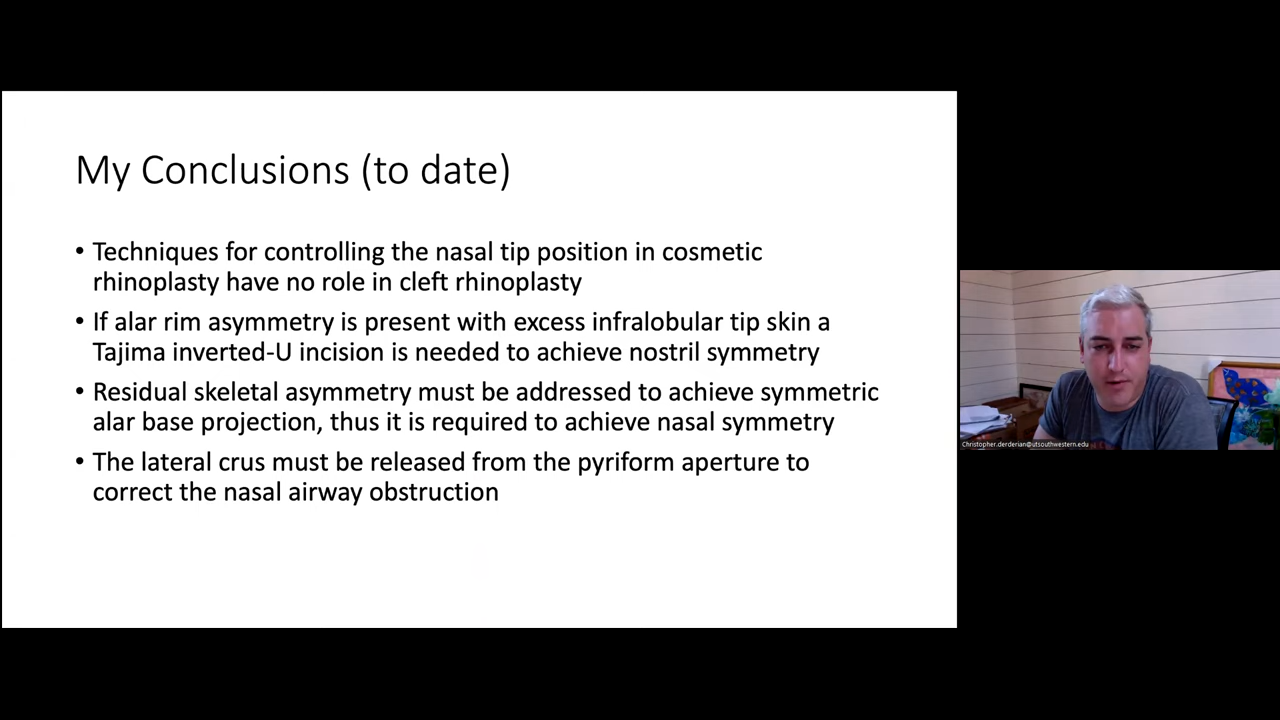 My Conclusions (to date)
• Techniques for controlling the nasal tip position in cosmetic
rhinoplasty have no role in cleft rhinoplasty
• If alar rim asymmetry is present with excess infralobular tip skin a
Tajima inverted-U incision is needed to achieve nostril symmetry
• Residual skeletal asymmetry must be addressed to achieve symmetric
alar base projection, thus it is required to achieve nasal symmetry
• The lateral crus must be released from the pyriform aperture to
correct the nasal airway obstruction
Christopher.derderian@utsouthwestern.edu